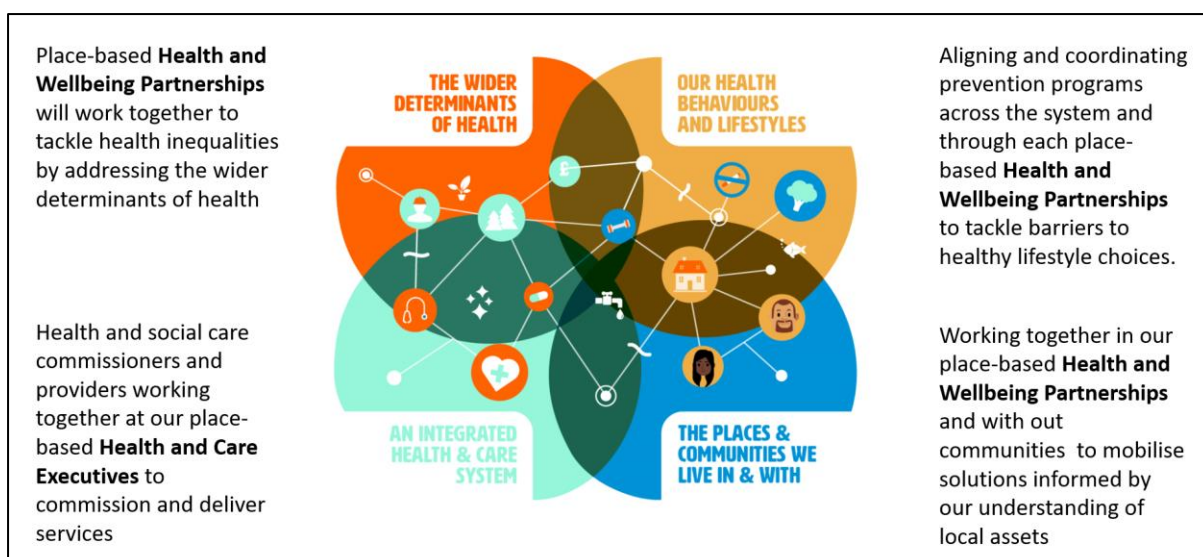 Place-based Health and
Wellbeing Partnerships
will work together to
tackle health inequalities
by addressing the wider
determinants of health
THE WIDER
DETERMINANTS
OF HEALTH
OUR HEALTH
BEHAVIOURS
AND LIFESTYLES
Aligning and coordinating
prevention programs
across the system and
through each place-
based Health and
Wellbeing Partnerships
to tackle barriers to
healthy lifestyle choices.
£
Health and social care
commissioners and
providers working
together at our place-
based Health and Care
Executives to
commission and deliver
services
AN INTEGRATED
HEALTH & CARE
SYSTEM
THE PLACES &
COMMUNITIES WE
LIVE IN & WITH
Working together in our
place-based Health and
Wellbeing Partnerships
and with out
communities to mobilise
solutions informed by
our understanding of
local assets